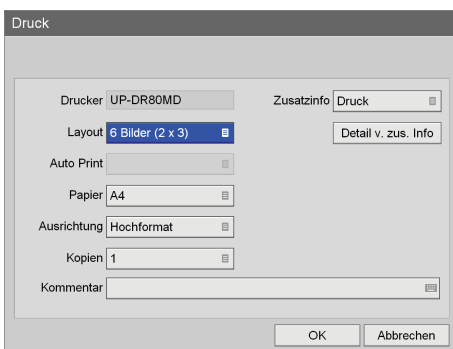 Druck
Drucker UP-DR80MD Zusatzinfo Druck
Layout 6 Bilder (2 x 3) Detail v. zus. Info
Auto Print
Papier A4
Ausrichtung Hochformat
Kopien 1
Kommentar
OK Abbrechen